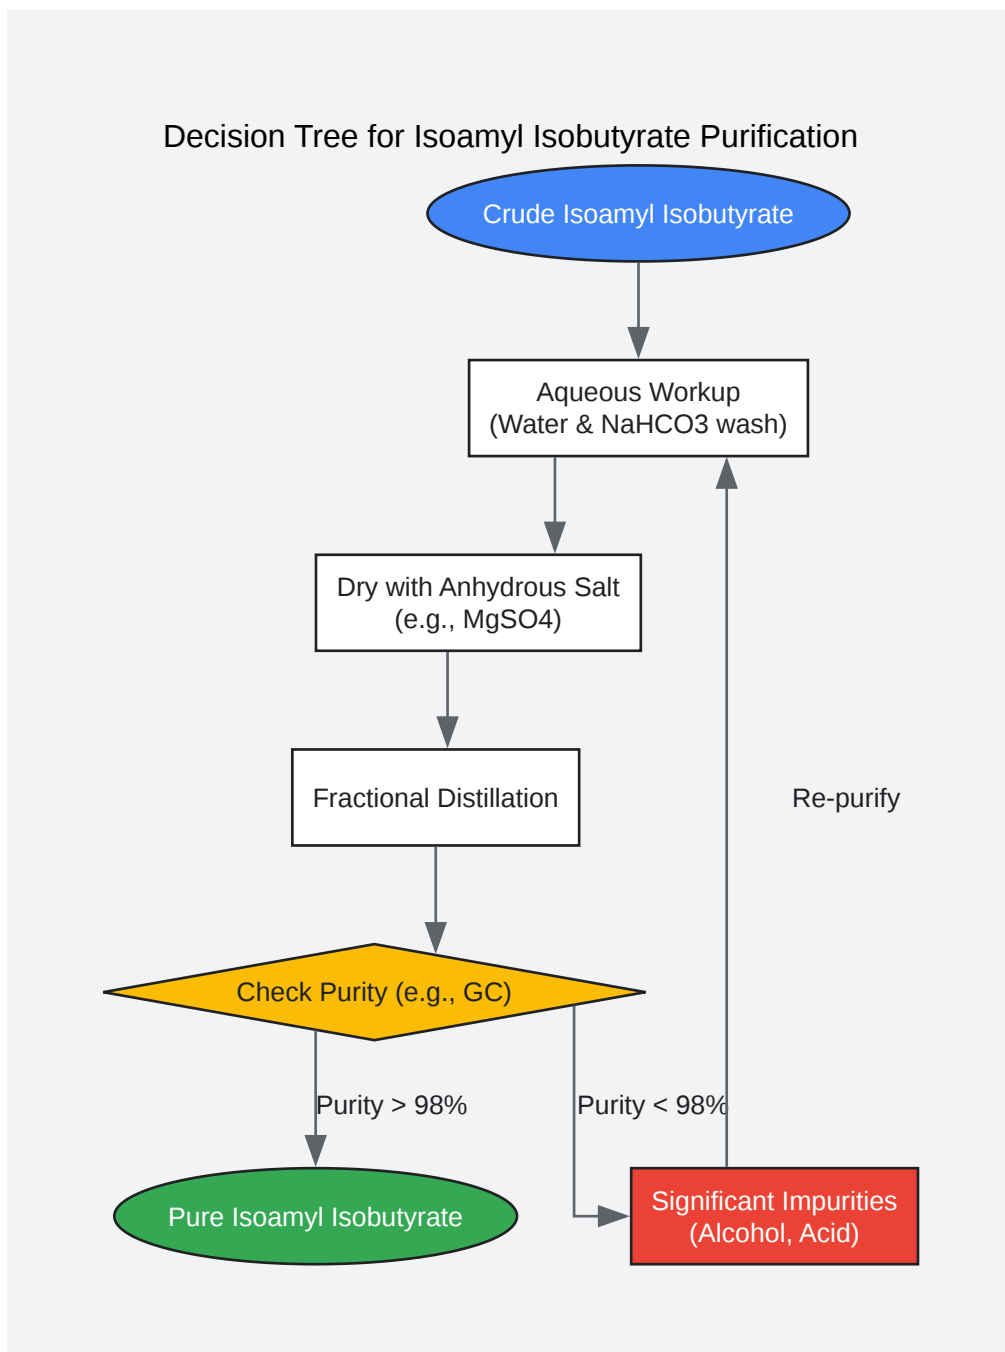 Decision Tree for Isoamyl Isobutyrate Purification
Crude Isoamyl Isobutyrate
Aqueous Workup
(Water & NaHCO3 wash)
Dry with Anhydrous Salt
(e.g., MgSO4)
Fractional Distillation
Re-purify
Check Purity (e.g., GC)
Purity > 98%
Purity < 98%
Pure Isoamyl Isobutyrate
Significant Impurities
(Alcohol, Acid)